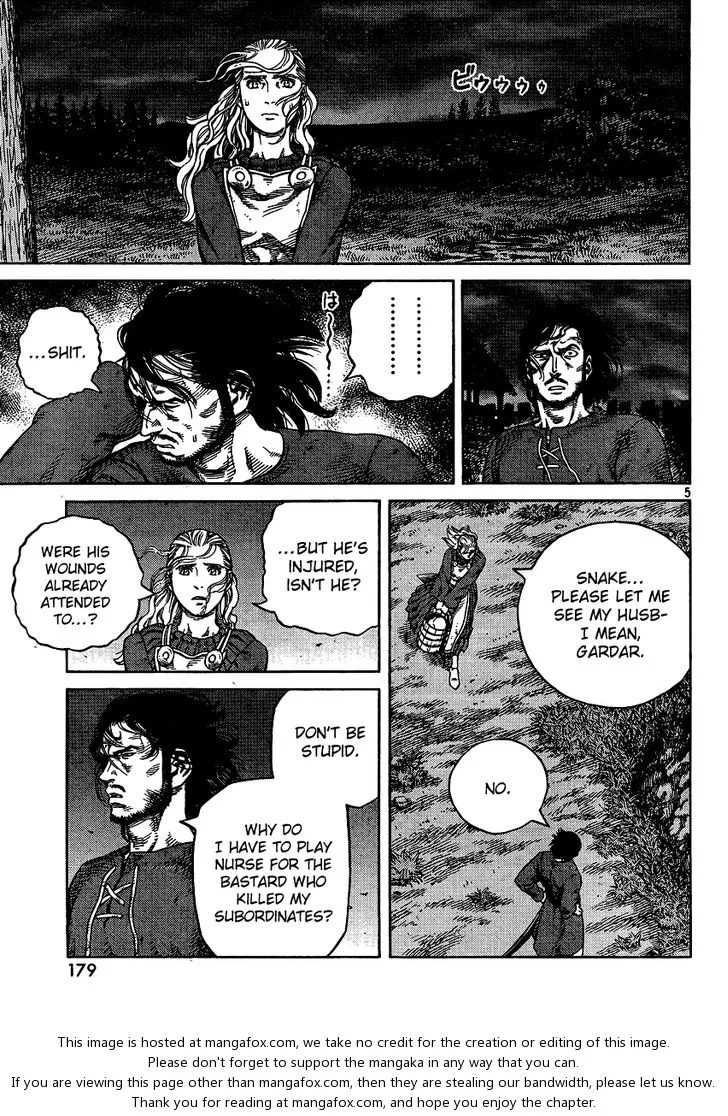 ビゥゥゥゥ
‥‥‥‥
は〜〜‥‥
...SHIT.
5
SNAKE...
PLEASE LET ME
SEE MY HUSB-
I MEAN,
GARDAR.
NO.
...BUT HE'S
INJURED,
ISN'T HE?
WERE HIS
WOUNDS
ALREADY
ATTENDED
TO...?
DON'T BE
STUPID.
WHY DO
I HAVE TO PLAY
NURSE FOR THE
BASTARD WHO
KILLED MY
SUBORDINATES?
179
This image is hosted at mangafox.com, we take no credit for the creation or editing of this image.
Please don't forget to support the mangaka in any way that you can.
If you are viewing this page other than mangafox.com, then they are stealing our bandwidth, please let us know.
Thank you for reading at mangafox.com, and hope you enjoy the chapter.